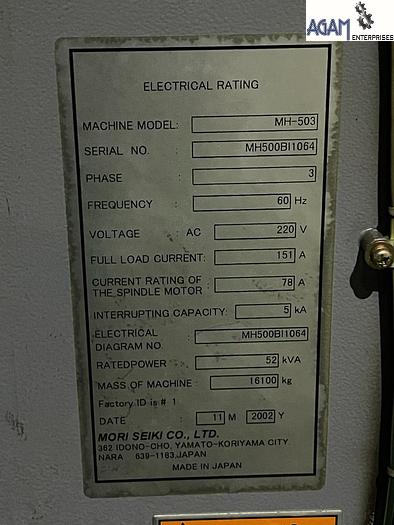 AGAM
ENTERPRISES
ELECTRICAL RATING
MACHINE MODEL: MH-503
SERIAL NO. : MH500BI1064
PHASE : 3
FREQUENCY : 60 Hz
VOLTAGE : AC 220 V
FULL LOAD CURRENT: 151 A
CURRENT RATING OF
THE SPINDLE MOTOR : 78 A
INTERRUPTING CAPACITY: 5 kA
ELECTRICAL
DIAGRAM NO. : MH500BI1064
RATEDPOWER : 52 kVA
MASS OF MACHINE : 16100 kg
Factory ID is # 1
DATE : 11 M 2002 Y
MORI SEIKI CO., LTD.
362 IDONO-CHO, YAMATO-KORIYAMA CITY
NARA 639-1183,JAPAN
MADE IN JAPAN